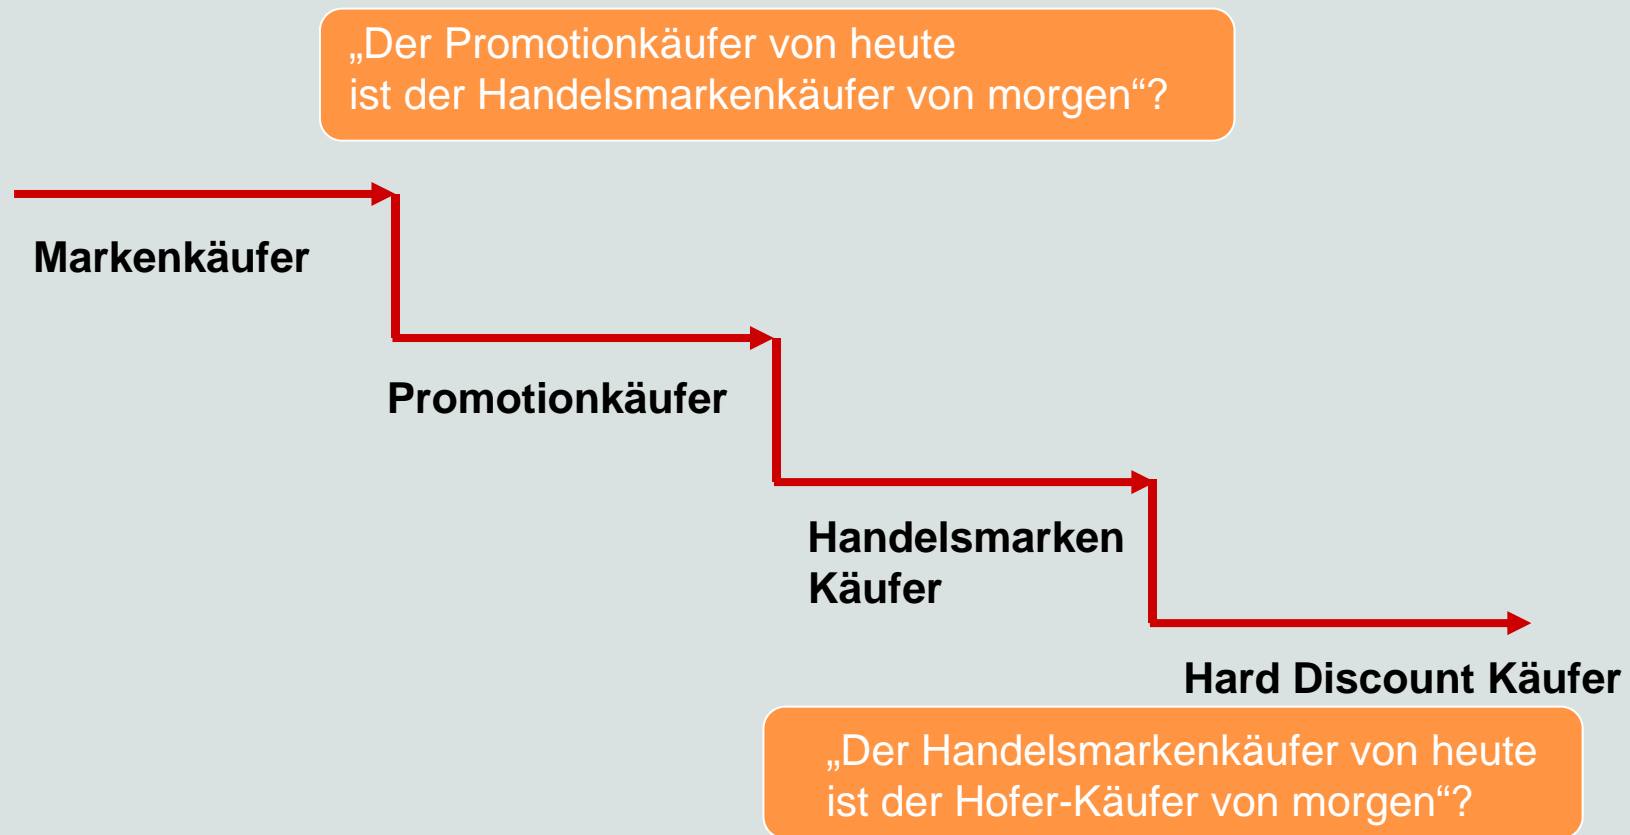 „Der Promotionkäufer von heute
ist der Handelsmarkenkäufer von morgen“?
Markenkäufer
Promotionkäufer
Handelsmarken
Käufer
Hard Discount Käufer
„Der Handelsmarkenkäufer von heute
ist der Hofer-Käufer von morgen“?